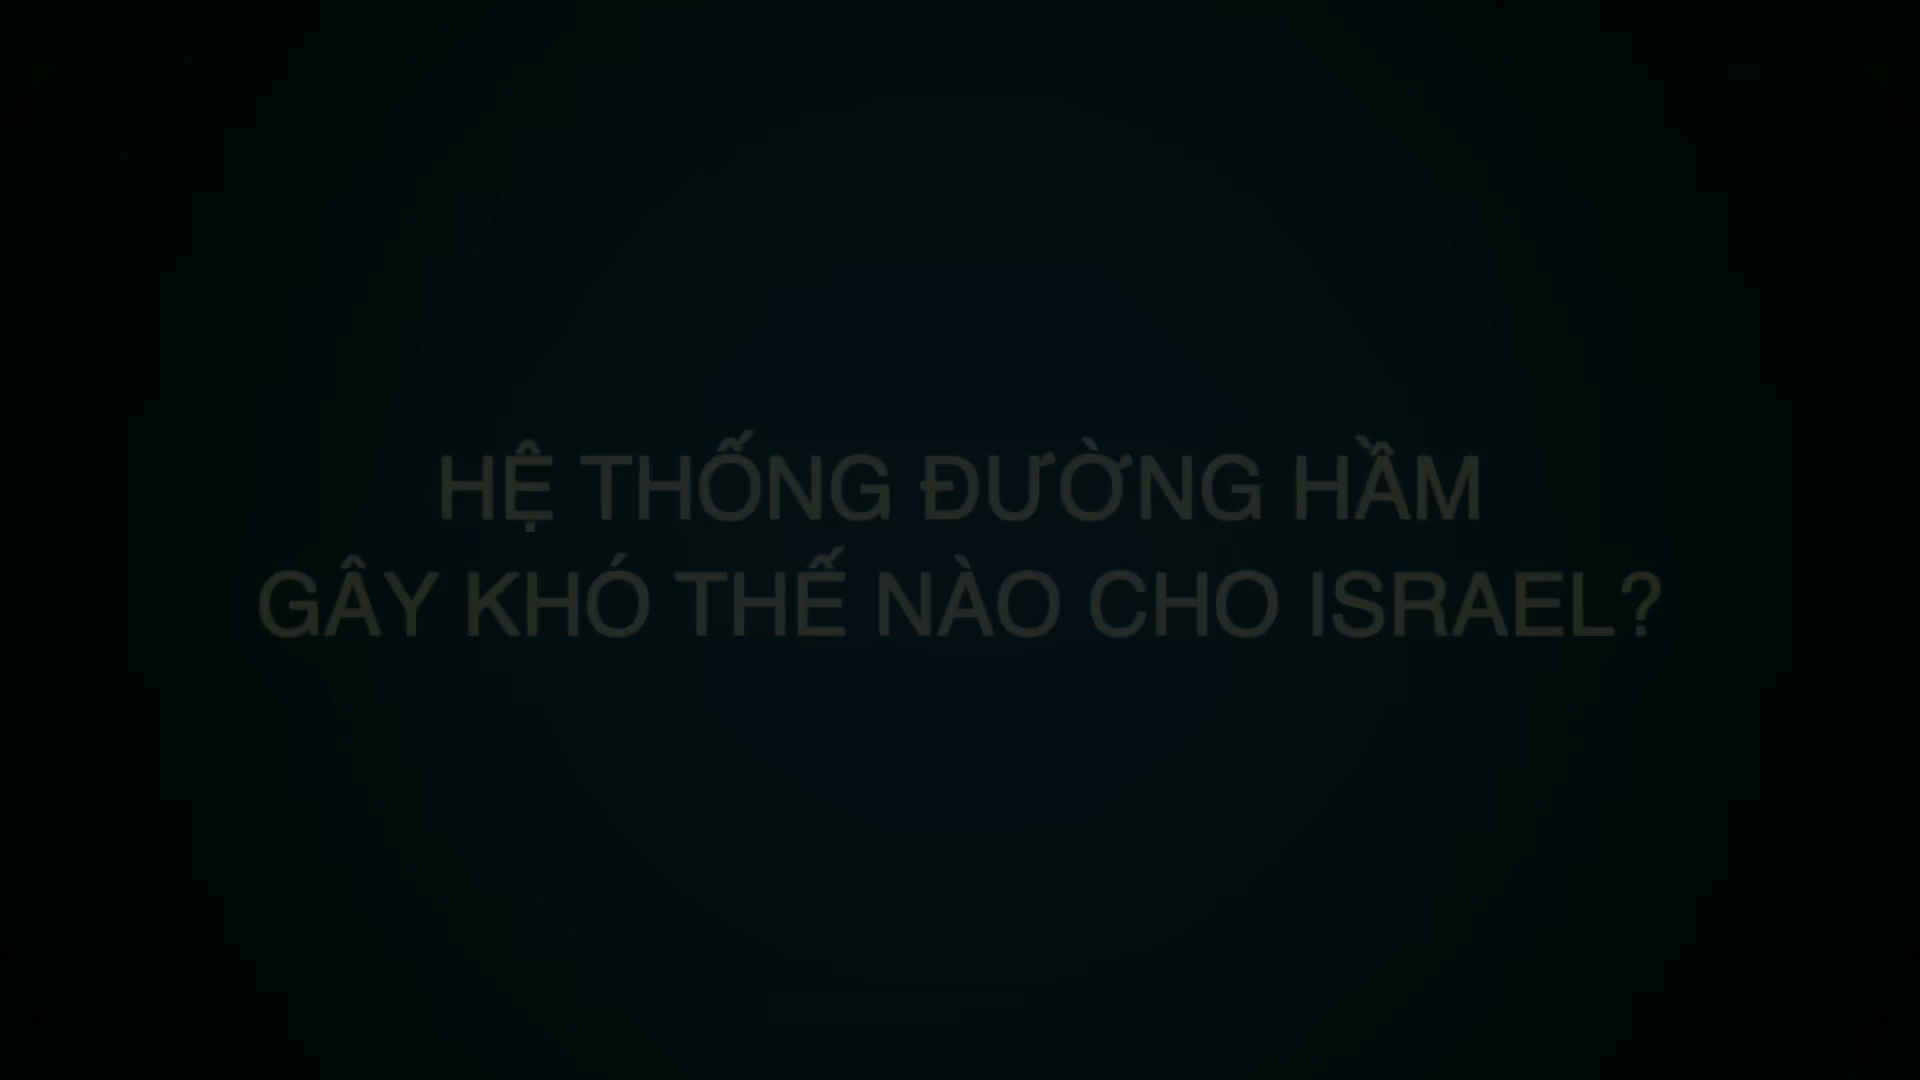 HỆ THỐNG ĐƯỜNG HẦM
GÂY KHÓ THẾ NÀO CHO ISRAEL?